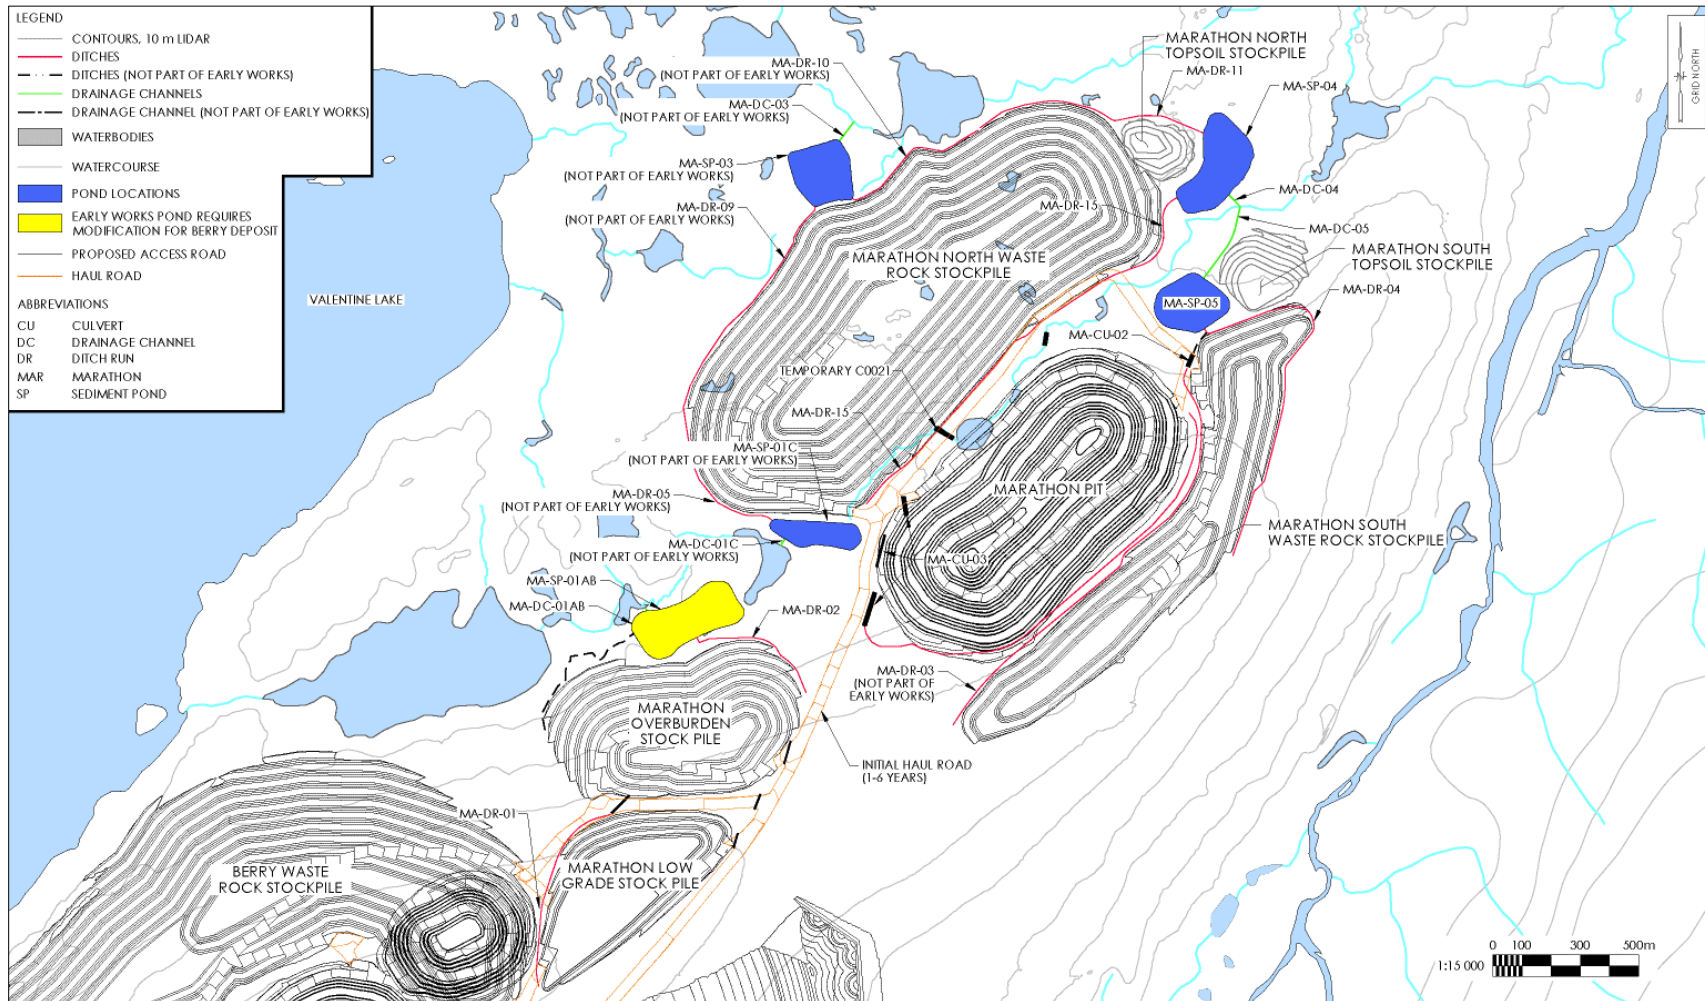 LEGEND
CONTOURS, 10 m LIDAR
DITCHES
DITCHES (NOT PART OF EARLY WORKS)
DRAINAGE CHANNELS
DRAINAGE CHANNEL (NOT PART OF EARLY WORKS)
WATERBODIES
WATERCOURSE
POND LOCATIONS
EARLY WORKS POND REQUIRES
MODIFICATION FOR BERRY DEPOSIT
PROPOSED ACCESS ROAD
HAUL ROAD
ABBREVIATIONS
CU CULVERT
DC DRAINAGE CHANNEL
DR DITCH RUN
MAR MARATHON
SP SEDIMENT POND
GRID NORTH
MARATHON NORTH
TOPSOIL STOCKPILE
MA-DR-11
MA-SP-04
MA-DR-10
(NOT PART OF EARLY WORKS)
MA-DC-03
(NOT PART OF EARLY WORKS)
MA-SP-03
(NOT PART OF EARLY WORKS)
MA-DR-09
(NOT PART OF EARLY WORKS)
MA-DC-04
MA-DR-15
MA-DC-05
MARATHON SOUTH
TOPSOIL STOCKPILE
MARATHON NORTH WASTE
ROCK STOCKPILE
MA-DR-04
VALENTINE LAKE
MA-SP-05
MA-CU-02
TEMPORARY C0021
MA-DR-15
MA-SP-01C
(NOT PART OF EARLY WORKS)
MARATHON PIT
MA-DR-05
(NOT PART OF EARLY WORKS)
MARATHON SOUTH
WASTE ROCK STOCKPILE
MA-DC-01C
(NOT PART OF EARLY WORKS)
MA-CU-03
MA-SP-01AB
MA-DC-01AB
MA-DR-02
MA-DR-03
(NOT PART OF
EARLY WORKS)
MARATHON
OVERBURDEN
STOCK PILE
INITIAL HAUL ROAD
(1-6 YEARS)
MA-DR-01
BERRY WASTE
ROCK STOCKPILE
MARATHON LOW
GRADE STOCK PILE
0 100 300 500m
1:15 000